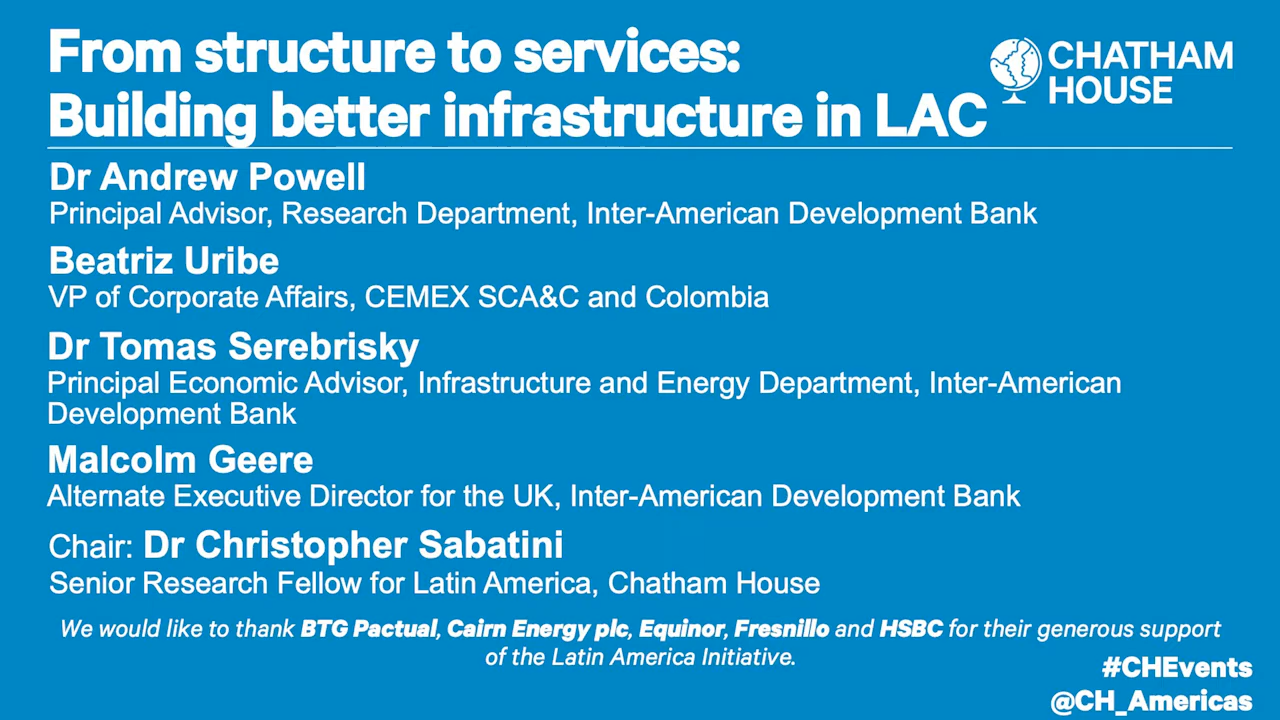 From structure to services:
Building better infrastructure in LAC
CHATHAM
HOUSE
Dr Andrew Powell
Principal Advisor, Research Department, Inter-American Development Bank
Beatriz Uribe
VP of Corporate Affairs, CEMEX SCA&C and Colombia
Dr Tomas Serebrisky
Principal Economic Advisor, Infrastructure and Energy Department, Inter-American
Development Bank
Malcolm Geere
Alternate Executive Director for the UK, Inter-American Development Bank
Chair: Dr Christopher Sabatini
Senior Research Fellow for Latin America, Chatham House
We would like to thank BTG Pactual, Cairn Energy plc, Equinor, Fresnillo and HSBC for their generous support
of the Latin America Initiative.
#CHEvents
@CH_Americas